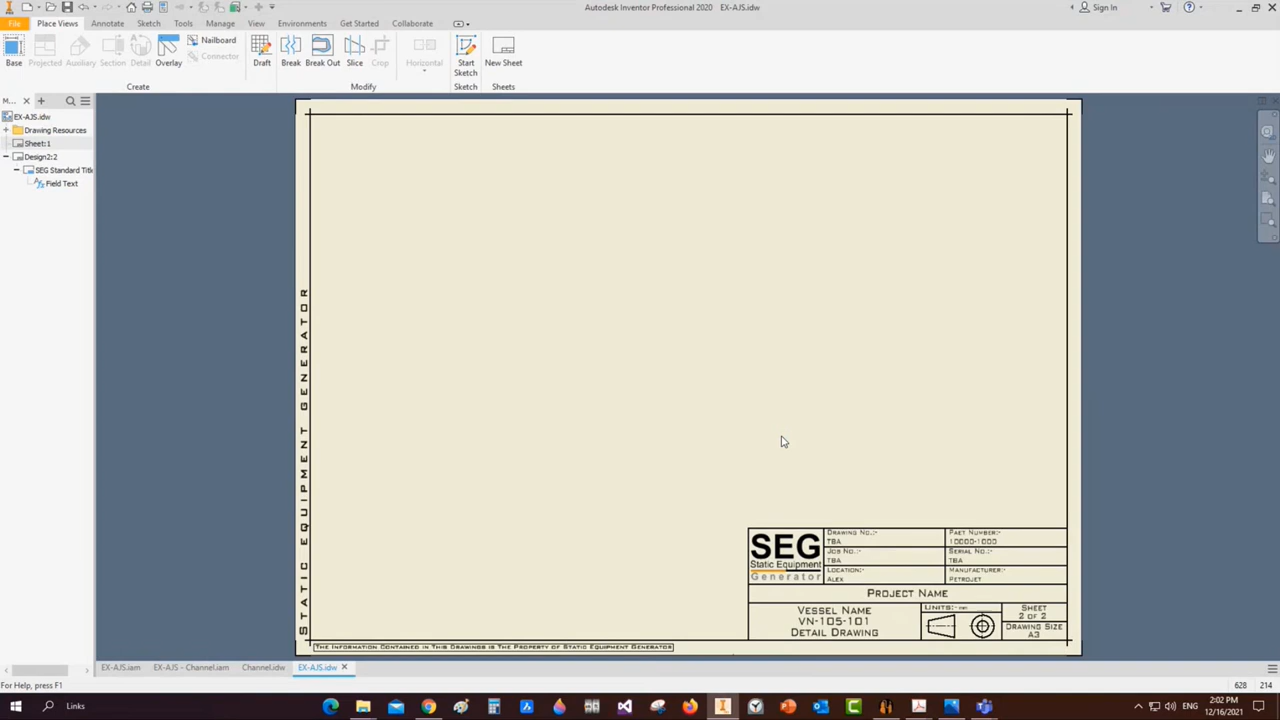 Autodesk Inventor Professional 2020 EX-AJS.idw
Sign In
File Place Views Annotate Sketch Tools Manage View Environments Get Started Collaborate
Base Projected Auxiliary Section Detail Overlay
Nailboard
Connector
Draft Break Break Out Slice Crop Horizontal Start Sketch New Sheet
Create Modify Sketch Sheets
M...
EX-AJS.idw
Drawing Resources
Sheet:1
Design2:2
SEG Standard Titl
Field Text
STATIC EQUIPMENT GENERATOR
SEG
Static Equipment
Generator
DRAWING NO.:-
TBA
PAET NUMBER:-
10000-1000
JOB NO.:-
TBA
SERIAL NO.:-
TBA
LOCATION:-
ALEX
MANUFACTURER:-
PETROJET
PROJECT NAME
VESSEL NAME
VN-105-101
DETAIL DRAWING
UNITS:- mm
SHEET
2 OF 2
DRAWING SIZE
A3
THE INFORMATION CONTAINED IN THIS DRAWINGS IS THE PROPERTY OF STATIC EQUIPMENT GENERATOR
EX-AJS.iam EX-AJS - Channel.iam Channel.idw EX-AJS.idw
For Help, press F1
628 214
Links
ENG
2:02 PM
12/16/2021